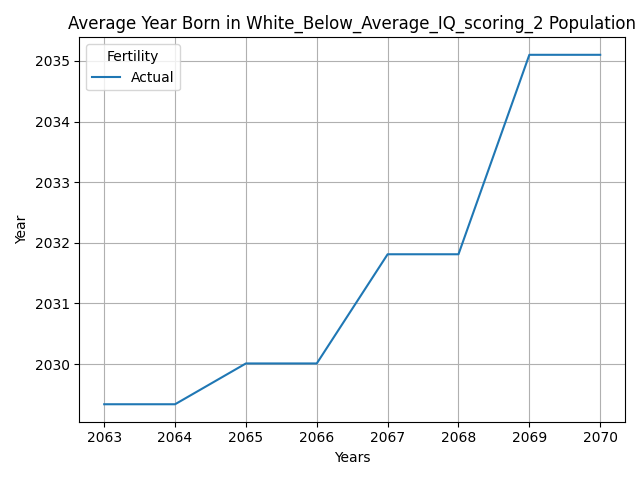 Average Year Born in White_Below_Average_IQ_scoring_2 Population
Fertility
Actual
2035
2034
2033
2032
2031
2030
Year
2063 2064 2065 2066 2067 2068 2069 2070
Years